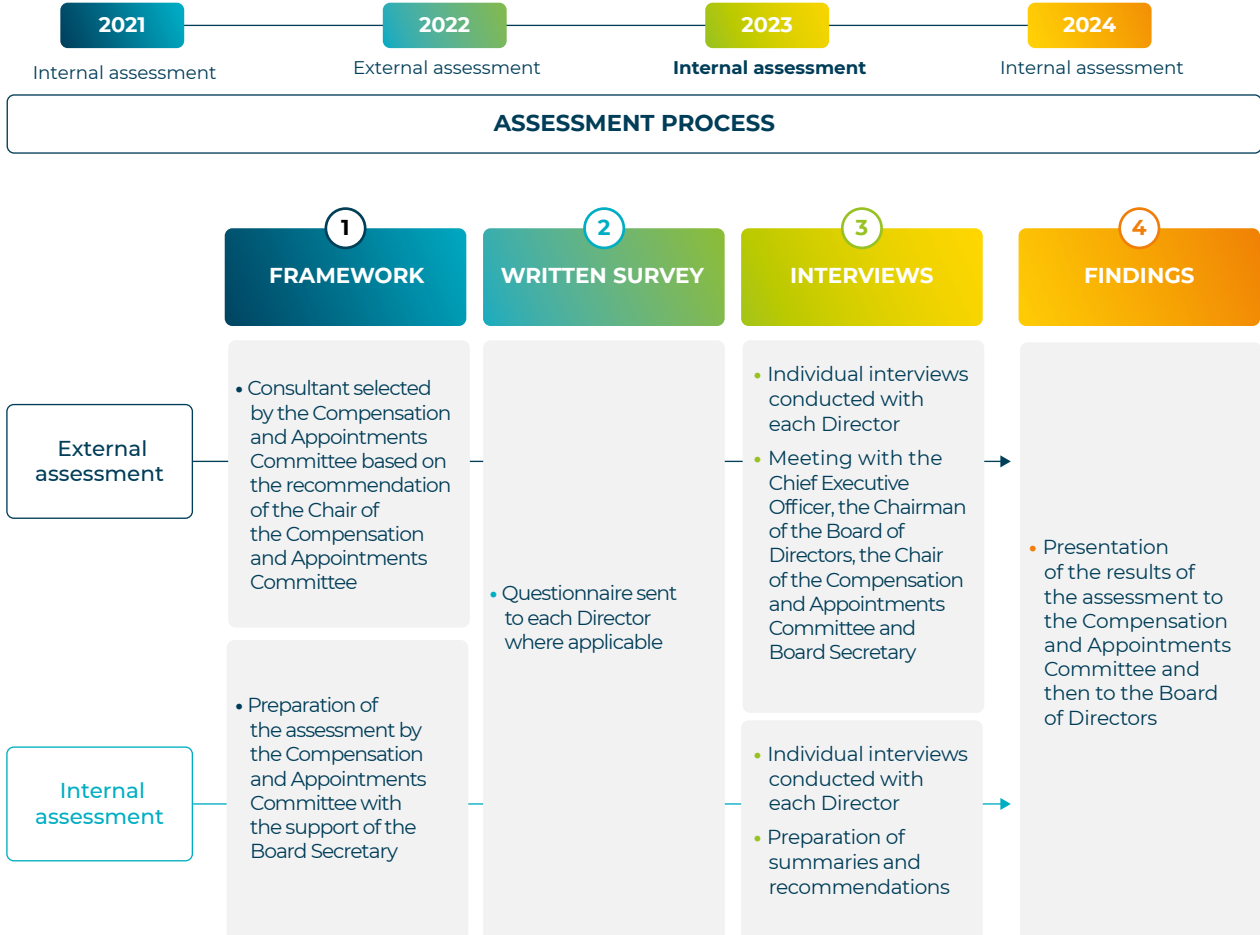 2021
2022
2023
2024
Internal assessment
External assessment
Internal assessment
Internal assessment
ASSESSMENT PROCESS
1
2
3
4
FRAMEWORK
WRITTEN SURVEY
INTERVIEWS
FINDINGS
External
assessment
• Consultant selected
by the Compensation
and Appointments
Committee based on
the recommendation
of the Chair of
the Compensation
and Appointments
Committee
• Individual interviews
conducted with
each Director
• Meeting with the
Chief Executive
Officer, the Chairman
of the Board of
Directors, the Chair
of the Compensation
and Appointments
Committee and
Board Secretary
Internal
assessment
• Preparation of
the assessment by
the Compensation
and Appointments
Committee with
the support of the
Board Secretary
• Questionnaire sent
to each Director
where applicable
• Individual interviews
conducted with
each Director
• Preparation of
summaries and
recommendations
• Presentation
of the results of
the assessment to
the Compensation
and Appointments
Committee and
then to the Board
of Directors